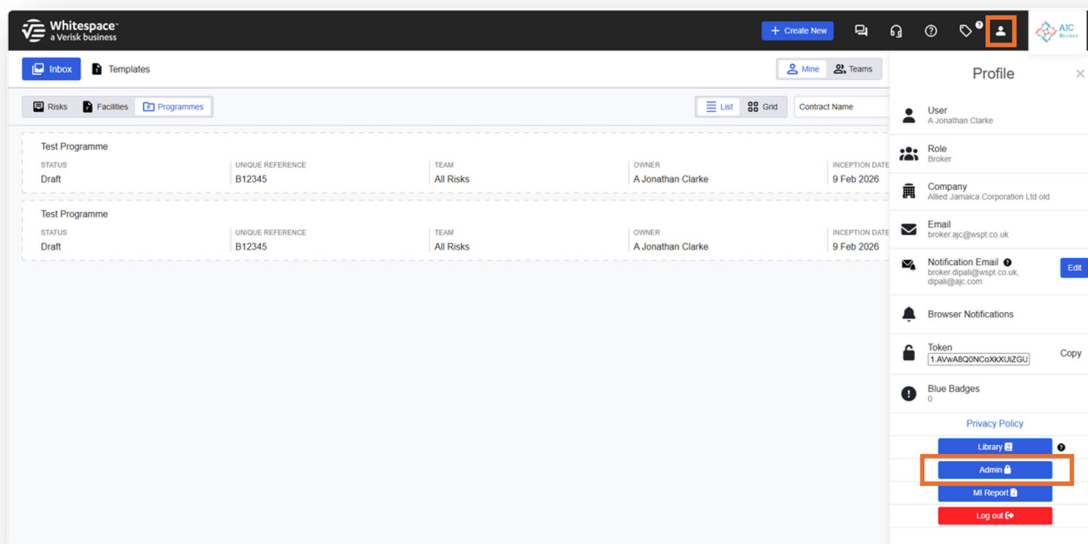 Whitespace
a Verisk business
+ Create New
?
AJC
Broker
Inbox
Templates
Mine
Teams
Profile
Risks
Facilities
Programmes
List
Grid
Contract Name
User
A Jonathan Clarke
Role
Broker
Company
Allied Jamaica Corporation Ltd old
Email
broker.ajc@wspt.co.uk
Notification Email ?
broker.dipali@wspt.co.uk,
dipali@ajc.com
Edit
Browser Notifications
Token
Copy
Blue Badges
0
Privacy Policy
Library
?
Admin
MI Report
Log out
Test Programme
STATUS
UNIQUE REFERENCE
TEAM
OWNER
INCEPTION DATE
Draft
B12345
All Risks
A Jonathan Clarke
9 Feb 2026
Test Programme
STATUS
UNIQUE REFERENCE
TEAM
OWNER
INCEPTION DATE
Draft
B12345
All Risks
A Jonathan Clarke
9 Feb 2026